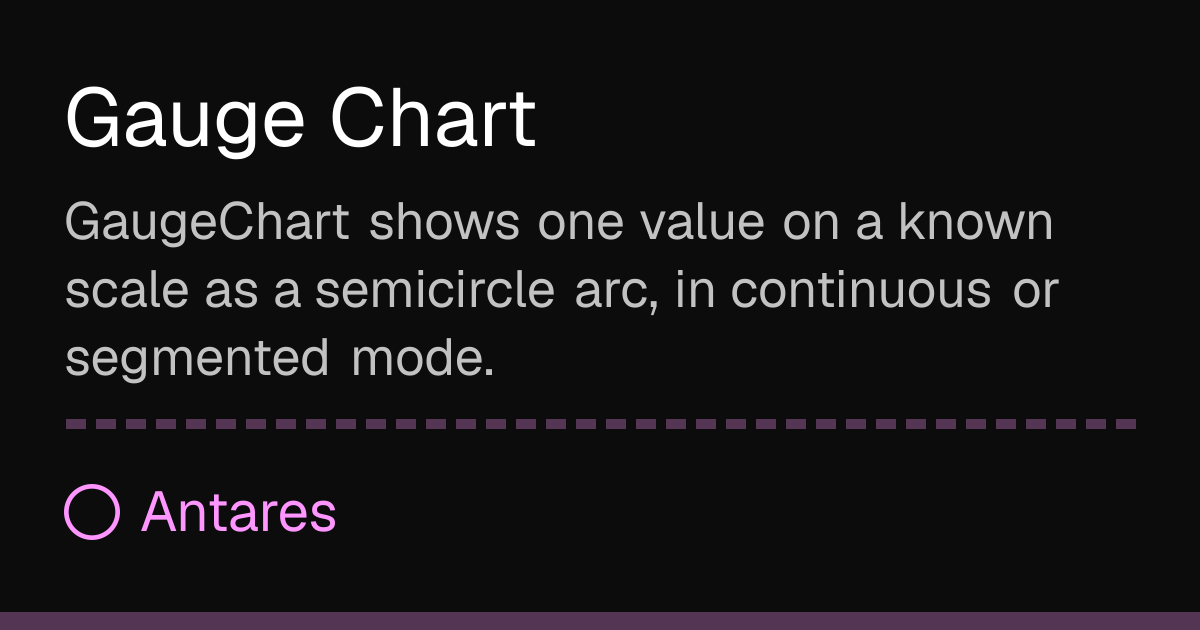 Gauge Chart
GaugeChart shows one value on a known
scale as a semicircle arc, in continuous or
segmented mode.
Antares